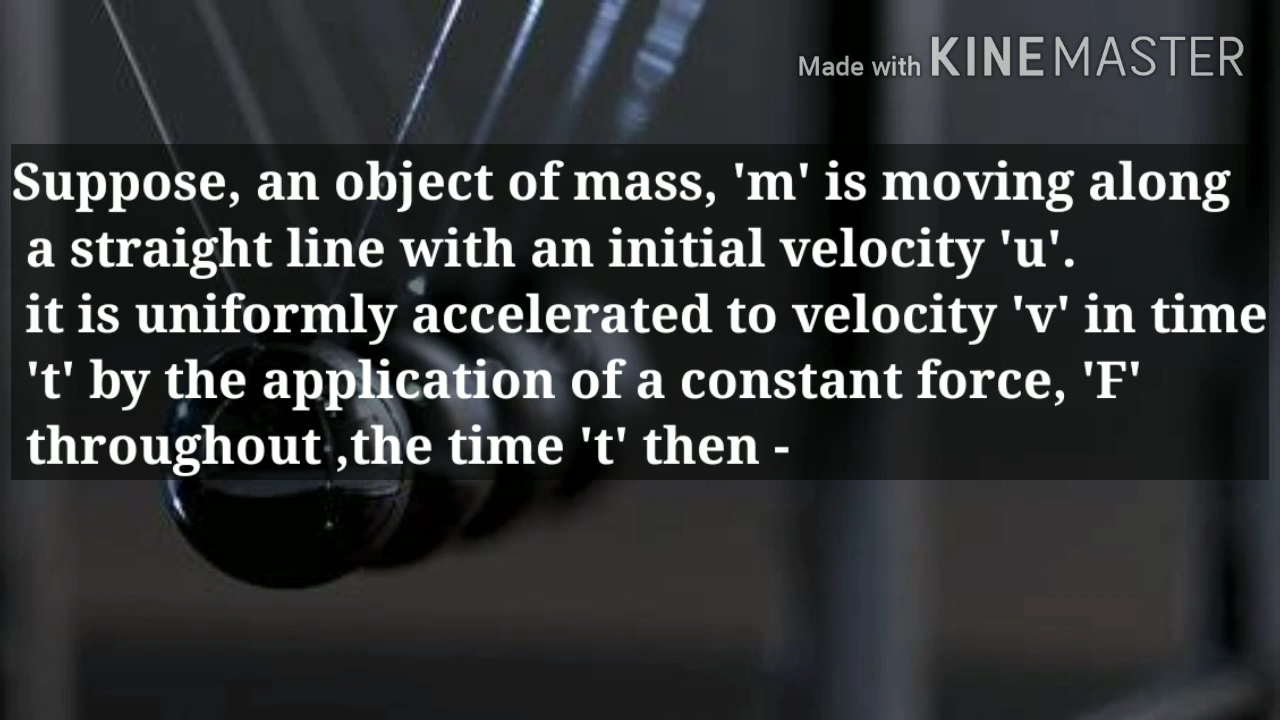 Made with KINEMASTER
Suppose, an object of mass, 'm' is moving along
a straight line with an initial velocity 'u'.
it is uniformly accelerated to velocity 'v' in time
't' by the application of a constant force, 'F'
throughout ,the time 't' then -